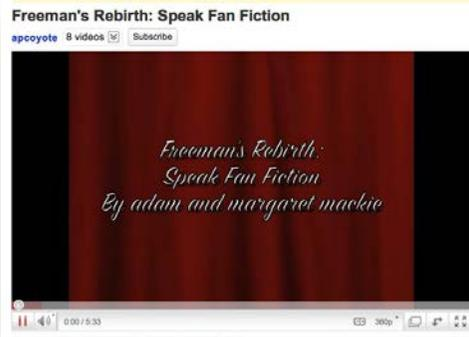 Freeman's Rebirth: Speak Fan Fiction
apcoyote 8 videos Subscribe
Freeman's Rebirth:
Speak Fan Fiction
By adam and margaret mackie
0:00 / 5:33 CC 360p